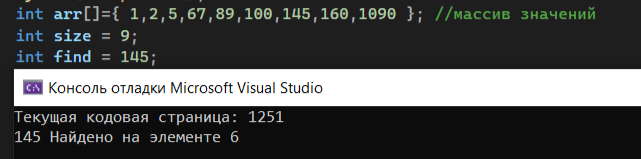 int arr[]={ 1,2,5,67,89,100,145,160,1090 }; //массив значений
int size = 9;
int find = 145;
C:\ Консоль отладки Microsoft Visual Studio
Текущая кодовая страница: 1251
145 Найдено на элементе 6